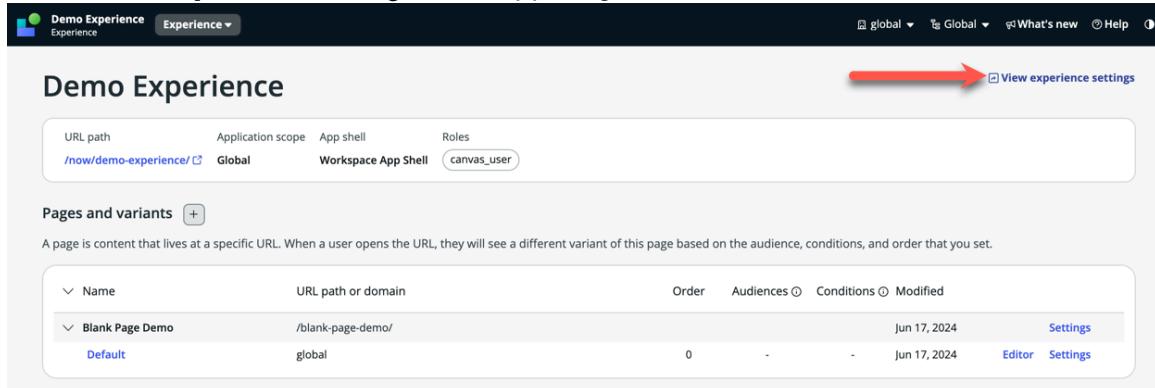 Demo Experience
Experience
Experience
global
Global
What's new
Help
Demo Experience
View experience settings
URL path
Application scope
App shell
Roles
/now/demo-experience/
Global
Workspace App Shell
canvas_user
Pages and variants +
A page is content that lives at a specific URL. When a user opens the URL, they will see a different variant of this page based on the audience, conditions, and order that you set.
Name URL path or domain Order Audiences Conditions Modified
Blank Page Demo /blank-page-demo/ Jun 17, 2024 Settings
Default global 0 - - Jun 17, 2024 Editor Settings